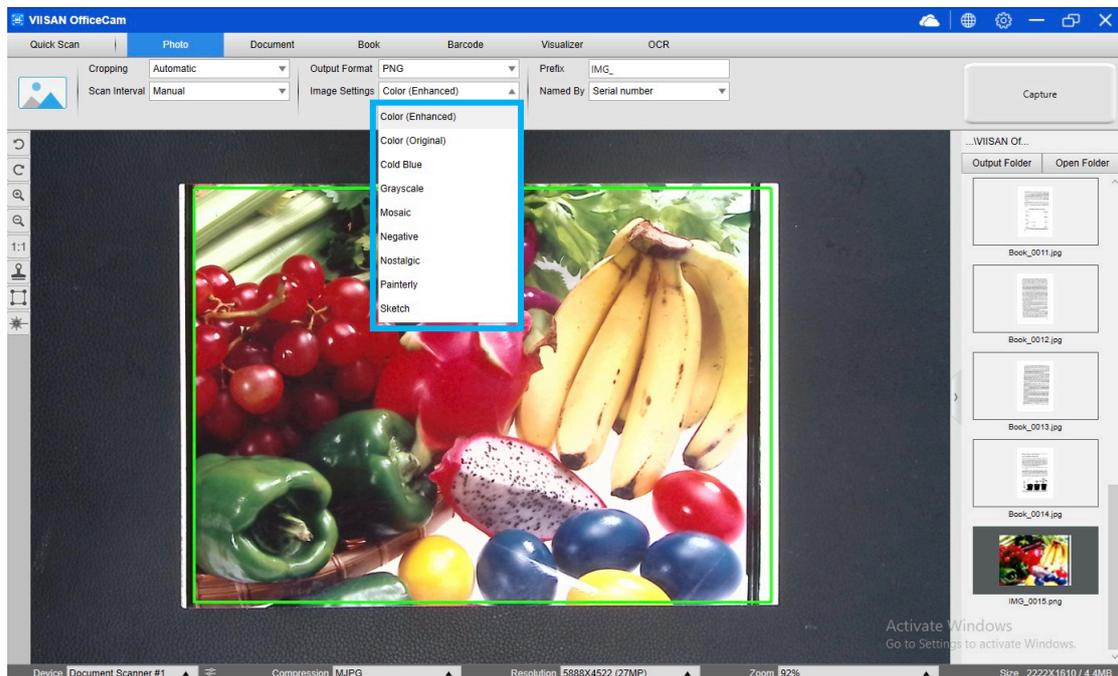 VIISAN OfficeCam
Quick Scan Photo Document Book Barcode Visualizer OCR
Cropping Automatic Output Format PNG Prefix IMG_
Scan Interval Manual Image Settings Color (Enhanced) Named By Serial number
Capture
Color (Enhanced)
Color (Original)
Cold Blue
Grayscale
Mosaic
Negative
Nostalgic
Painterly
Sketch
1:1
...\VIISAN Of...
Output Folder Open Folder
Book_0011.jpg
Book_0012.jpg
Book_0013.jpg
Book_0014.jpg
IMG_0015.png
Activate Windows
Go to Settings to activate Windows.
Device Document Scanner #1 Compression MJPG Resolution 5888X4522 (27MP) Zoom 92% Size 2222X1610 / 4.4MB